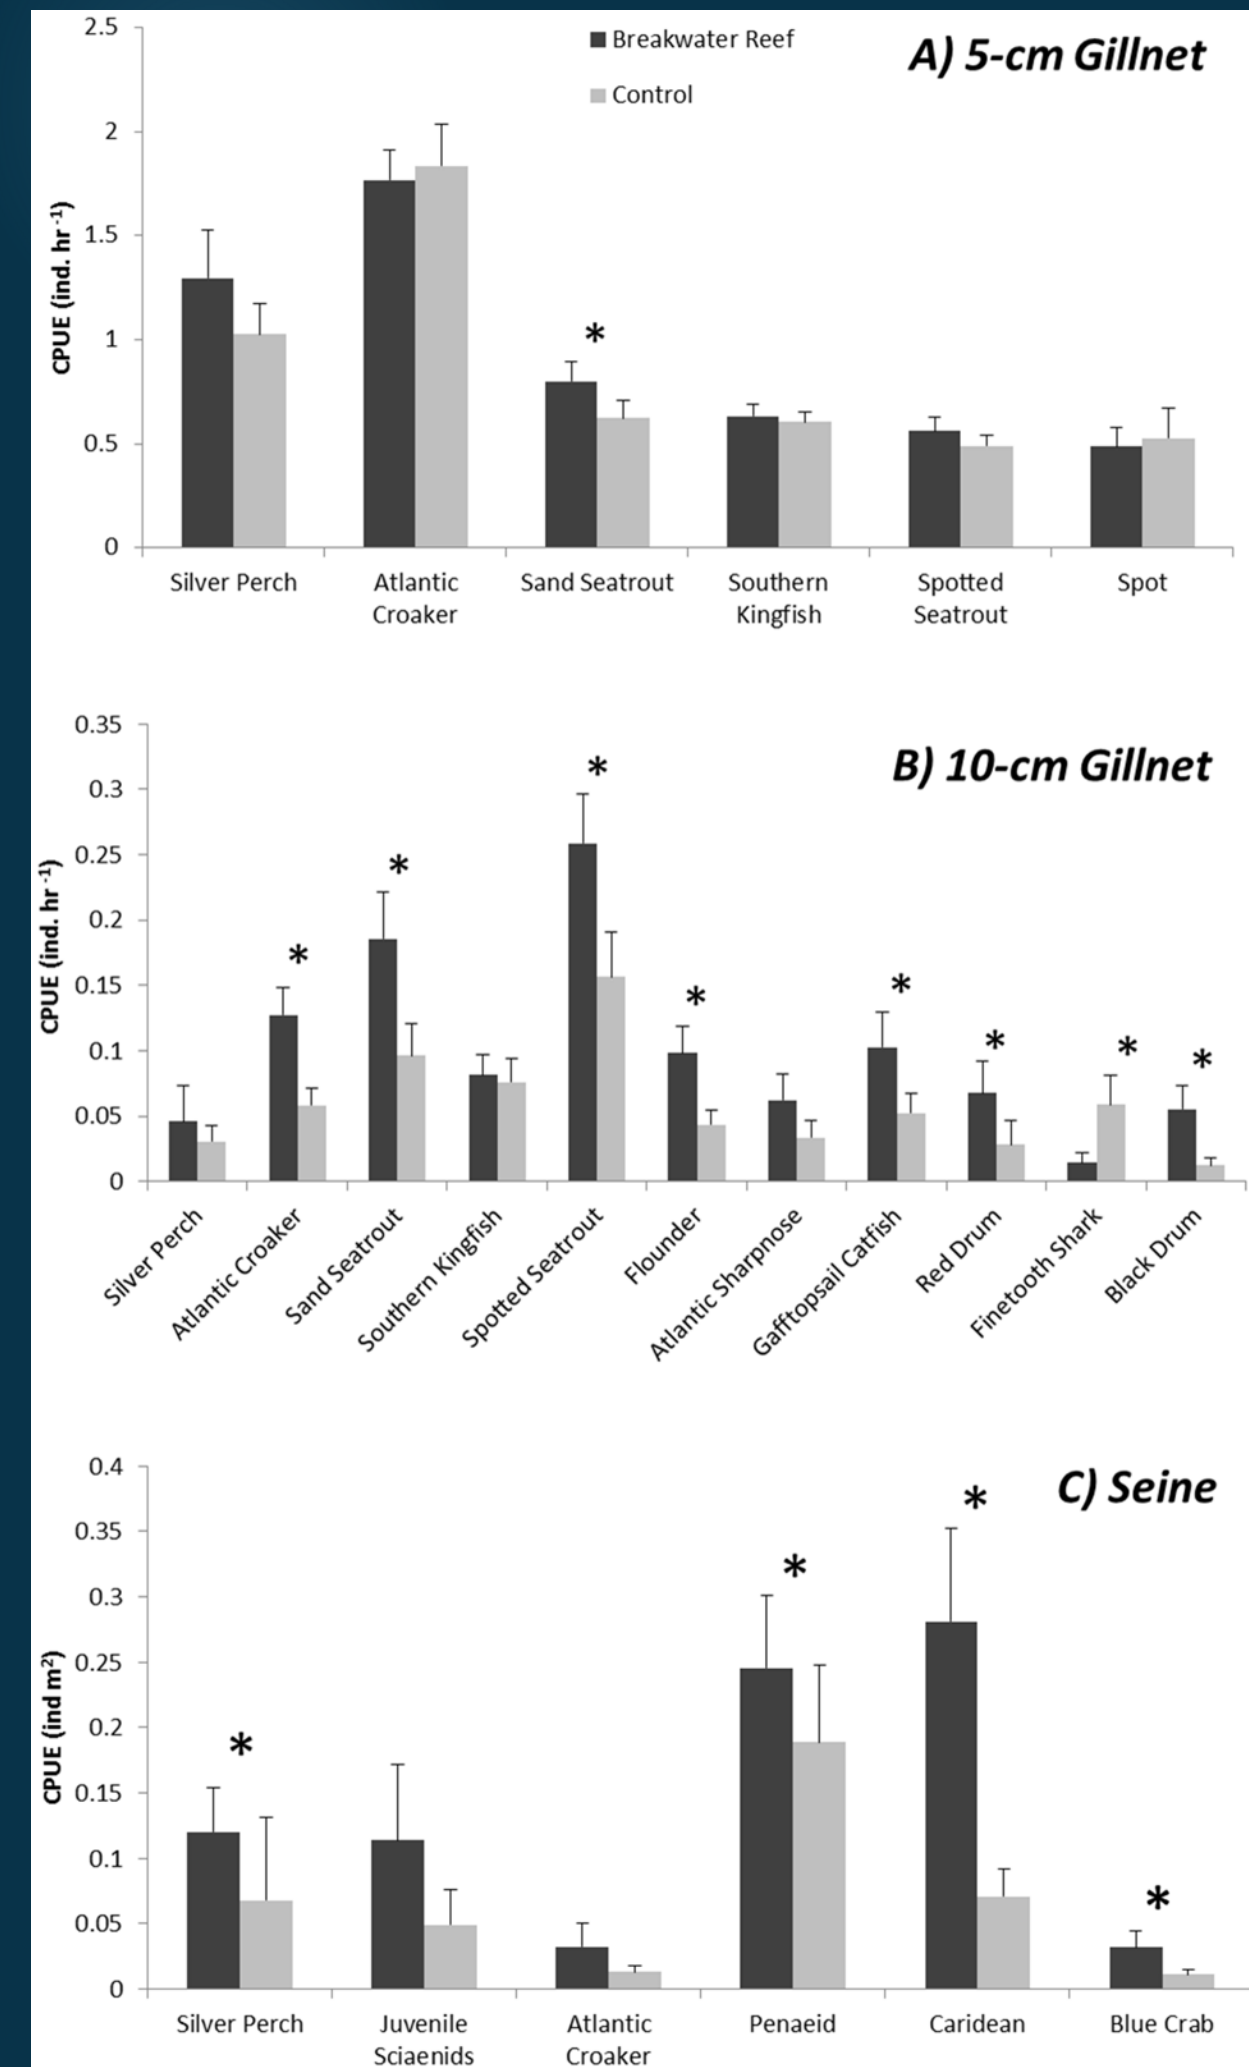 A) 5-cm Gillnet
Breakwater Reef
Control
CPUE (ind. hr⁻¹)
2.5
2
1.5
1
0.5
0
Silver Perch
Atlantic
Croaker
Sand Seatrout
Southern
Kingfish
Spotted
Seatrout
Spot
*
B) 10-cm Gillnet
CPUE (ind. hr⁻¹)
0.35
0.3
0.25
0.2
0.15
0.1
0.05
0
* * * * * * * *
Silver Perch
Atlantic Croaker
Sand Seatrout
Southern Kingfish
Spotted Seatrout
Flounder
Atlantic Sharpnose
Gafftopsail Catfish
Red Drum
Finetooth Shark
Black Drum
C) Seine
CPUE (ind m²)
0.4
0.35
0.3
0.25
0.2
0.15
0.1
0.05
0
* * * *
Silver Perch
Juvenile
Sciaenids
Atlantic
Croaker
Penaeid
Caridean
Blue Crab